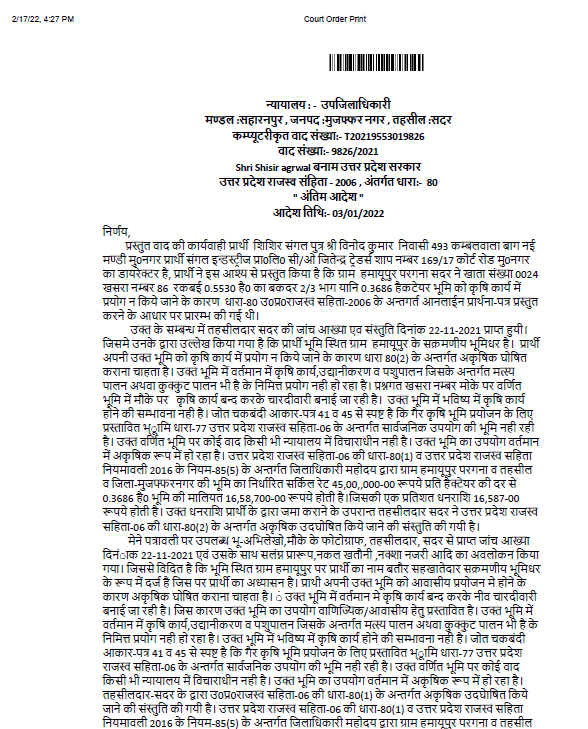 2/17/22, 4:27 PM
Court Order Print
न्यायालय : - उपजिलाधिकारी
मण्डल :सहारनपुर , जनपद :मुजफ्फर नगर , तहसील :सदर
कम्प्यूटरीकृत वाद संख्या:- T20219553019826
वाद संख्या:- 9826/2021
Shri Shisir agrwal बनाम उत्तर प्रदेश सरकार
उत्तर प्रदेश राजस्व संहिता - 2006 , अंतर्गत धारा:- 80
" अंतिम आदेश "
आदेश तिथि:- 03/01/2022
निर्णय,
प्रस्तुत वाद की कार्यवाही प्रार्थी शिशिर संगल पुत्र श्री विनोद कुमार निवासी 493 कम्बलवाला बाग नई
मण्डी मु0नगर प्रार्थी संगल इन्डस्ट्रीज प्रा0लि0 सी/ओ जितेन्द्र ट्रेडर्स शाप नम्बर 169/17 कोर्ट रोड मु0नगर
का डायरेक्टर है, प्रार्थी ने इस आशय से प्रस्तुत किया है कि ग्राम हमायूपुर परगना सदर ने खाता संख्या 0024
खसरा नम्बर 86 रकबई 0.5530 है0 का बकदर 2/3 भाग यानि 0.3686 हैकटेयर भूमि को कृषि कार्य में
प्रयोग न किये जाने के कारण धारा-80 उ0प्र0राजस्व सहिता-2006 के अन्तगर्त आनलाईन प्रार्थना-पत्र प्रस्तुत
करने के आधार पर प्रारम्भ की गई थी।
उक्त के सम्बन्ध में तहसीलदार सदर की जांच आख्या एव संस्तुति दिनांक 22-11-2021 प्राप्त हुयी।
जिसमे उनके द्वारा उल्लेख किया गया है कि प्रार्थी भूमि स्थित ग्राम हमायूपुर के सक्रमणीय भूमिधर है। प्रार्थी
अपनी उक्त भूमि को कृषि कार्य में प्रयोग न किये जाने के कारण धारा 80(2) के अन्तर्गत अकृषिक घोषित
कराना चाहता है। उक्त भूमि में वर्तमान में कृषि कार्य,उद्यानीकरण व पशुपालन जिसके अन्तर्गत मत्स्य
पालन अथवा कुक्कुट पालन भी है के निमित्त प्रयोग नही हो रहा है। प्रश्नगत खसरा नम्बर मोके पर वर्णित
भूमि में मौके पर कृषि कार्य बन्द करके चारदीवारी बनाई जा रही है। उक्त भूमि में भविष्य में कृषि कार्य
होने की सम्भावना नही है। जोत चकबंदी आकार-पत्र 41 व 45 से स्पष्ट है कि गैर कृषि भूमि प्रयोजन के लिए
प्रस्तावित भ्ूामि धारा-77 उत्तर प्रदेश राजस्व सहिता-06 के अन्तर्गत सार्वजनिक उपयोग की भूमि नही रही
है। उक्त वर्णित भूमि पर कोई वाद किसी भी न्यायालय में विचाराधीन नही है। उक्त भूमि का उपयोग वर्तमान
में अकृषिक रूप में हो रहा है। उत्तर प्रदेश राजस्व सहिता-06 की धारा-80(1) व उत्तर प्रदेश राजस्व सहिता
नियमावली 2016 के नियम-85(5) के अन्तर्गत जिलाधिकारी महोदय द्वारा ग्राम हमायूपुर परगना व तहसील
व जिला-मुजफ्फरनगर की भूमि का निर्धारित सर्किल रेट 45,00,,000-00 रूपये प्रति हैक्टेयर की दर से
0.3686 है0 भूमि की मालियत 16,58,700-00 रूपये होती है।जिसकी एक प्रतिशत धनराशि 16,587-00
रूपये होती है। उक्त धनराशि प्रार्थी के द्वारा जमा कराने के उपरान्त तहसीलदार सदर ने उत्तर प्रदेश राजस्व
सहिता-06 की धारा-80(2) के अन्तर्गत अकृषिक उदघोषित किये जाने की संस्तुति की गयी है।
मेने पत्रावली पर उपलब्ध भू-अभिलेखो,मौके के फोटोग्राफ, तहसीलदार, सदर से प्राप्त जांच आख्या
दिनंाक 22-11-2021 एवं उसके साथ सलंग्न प्रारूप,नकल खतौनी ,नक्शा नजरी आदि का अवलोकन किया
गया। जिससे विदित है कि भूमि स्थित ग्राम हमायूपुर पर प्रार्थी का नाम बतौर सहखातेदार सक्रमणीय भूमिधर
के रूप में दर्ज है जिस पर प्रार्थी का अध्यासन है। प्राथी अपनी उक्त भूमि को आवासीय प्रयोजन मे होने के
कारण अकृषिक घोषित कराना चाहता है। ं उक्त भूमि में वर्तमान मे कृषि कार्य बन्द करके नीव चारदीवारी
बनाई जा रही है। जिस कारण उक्त भूमि का उपयोग वाणिज्यिक/आवासीय हेतु प्रस्तावित है। उक्त भूमि में
वर्तमान में कृषि कार्य,उद्यानीकरण व पशुपालन जिसके अन्तर्गत मत्स्य पालन अथवा कुक्कुट पालन भी है के
निमित्त प्रयोग नही हो रहा है। उक्त भूमि में भविष्य में कृषि कार्य होने की सम्भावना नही है। जोत चकबंदी
आकार-पत्र 41 व 45 से स्पष्ट है कि गैर कृषि भूमि प्रयोजन के लिए प्रस्तावित भ्ूामि धारा-77 उत्तर प्रदेश
राजस्व सहिता-06 के अन्तर्गत सार्वजनिक उपयोग की भूमि नही रही है। उक्त वर्णित भूमि पर कोई वाद
किसी भी न्यायालय में विचाराधीन नही है। उक्त भूमि का उपयोग वर्तमान में अकृषिक रूप में हो रहा है।
तहसीलदार-सदर के द्वारा उ0प्र0राजस्व सहिता-06 की धारा-80(1) के अन्तर्गत अकृषिक उदघोषित किये
जाने की संस्तुति की गयी है। उत्तर प्रदेश राजस्व सहिता-06 की धारा-80(1) व उत्तर प्रदेश राजस्व सहिता
नियमावली 2016 के नियम-85(5) के अन्तर्गत जिलाधिकारी महोदय द्वारा ग्राम हमायूपुर परगना व तहसील